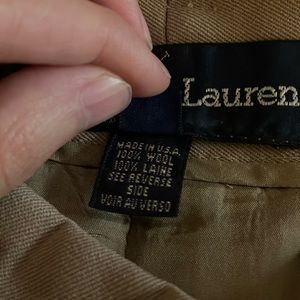 Lauren
MADE IN U.S.A.
100% WOOL
100% LAINE
SEE REVERSE
SIDE
VOIR AU VERSO